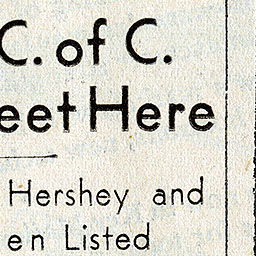 C. of C.
eet Here
Hershey and
en Listed